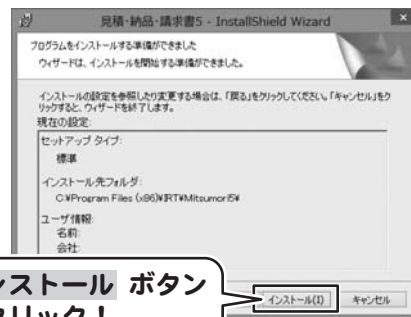 見積・納品・請求書5 - InstallShield Wizard
プログラムをインストールする準備ができました
ウィザードは、インストールを開始する準備ができました。
インストールの設定を参照したり変更する場合は、「戻る」をクリックしてください。「キャンセル」をク
リックすると、ウィザードを終了します。
現在の設定:
セットアップ タイプ:
標準
インストール先フォルダ:
C:¥Program Files (x86)¥IRT¥Mitsumori5¥
ユーザ情報:
名前:
会社:
ンストール ボタン
クリック！
インストール(I)
キャンセル